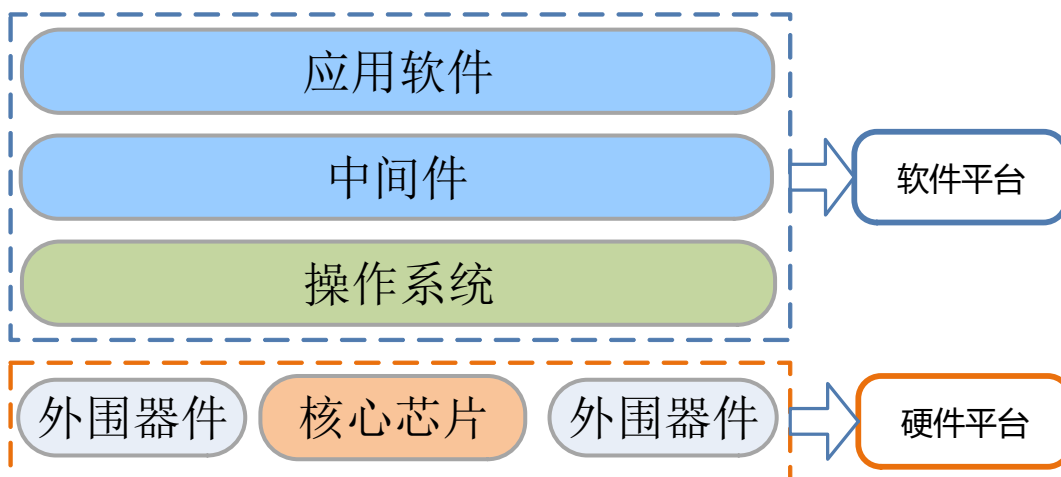 应用软件
中间件
软件平台
操作系统
外围器件
核心芯片
外围器件
硬件平台